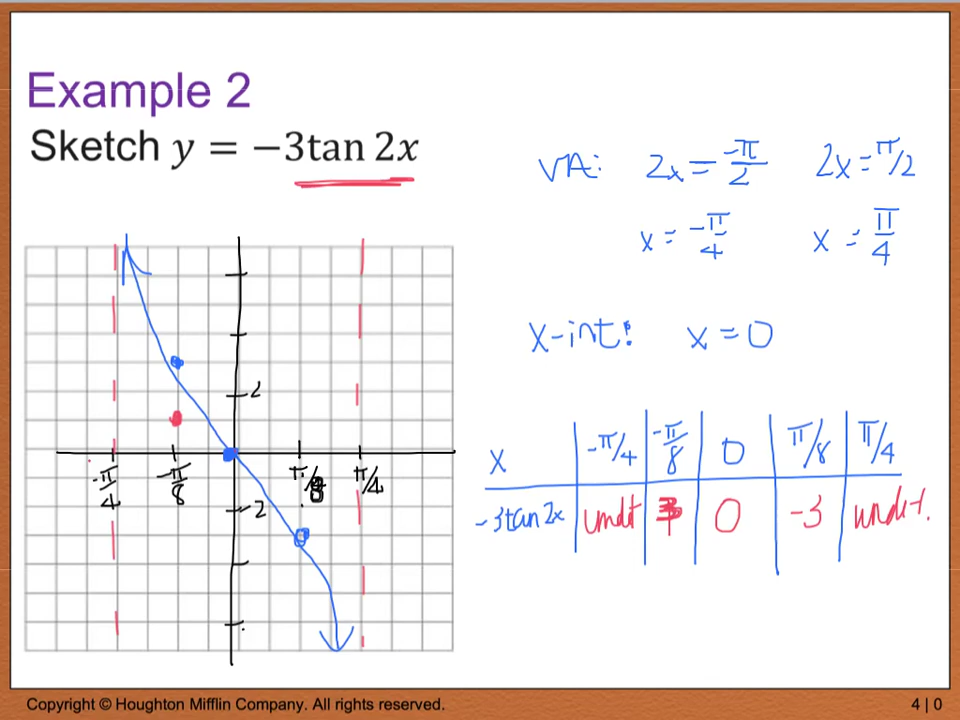 Example 2
Sketch y = −3tan 2x
VA: 2x = -π/2 2x = π/2
x = -π/4 x = π/4
x-int: x = 0
2
-π/4 -π/8 π/8 π/4
-2
x -π/4 -π/8 0 π/8 π/4
-3tan2x undf 3 0 -3 undf.
Copyright © Houghton Mifflin Company. All rights reserved.
4 | 0